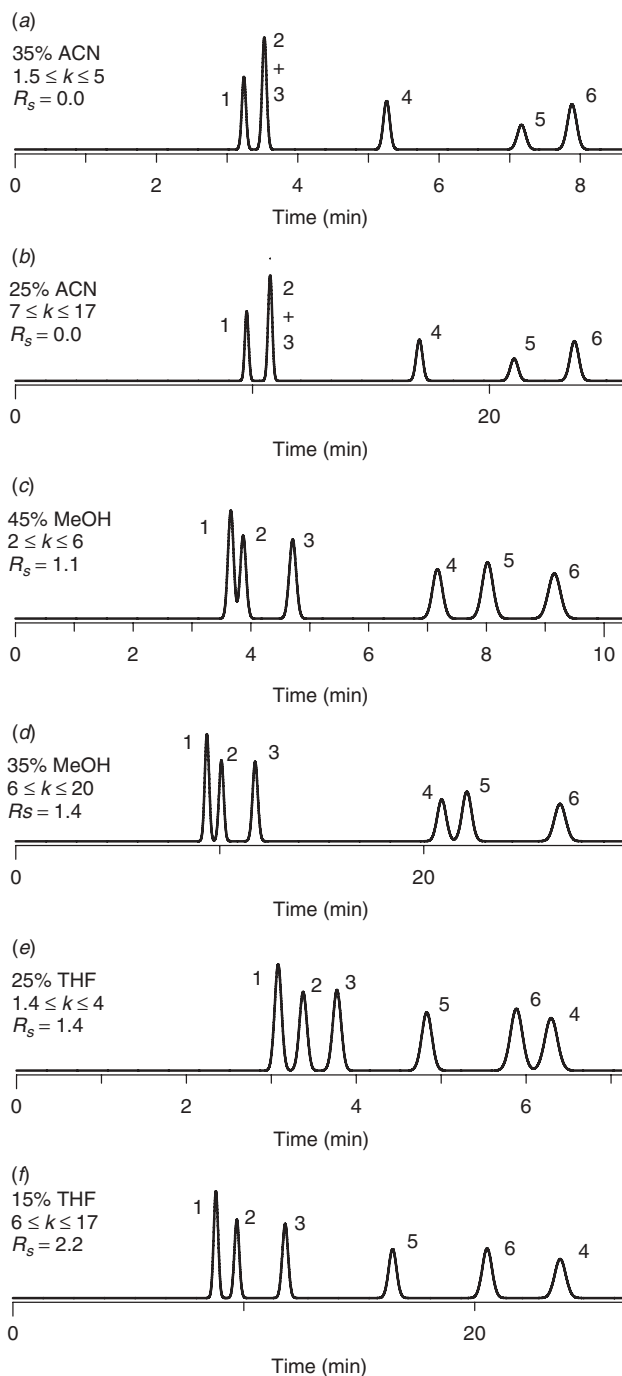 (a)
35% ACN
1.5 ≤ k ≤ 5
R_s = 0.0
1
2
+
3
4
5
6
0 2 4 6 8
Time (min)
(b)
25% ACN
7 ≤ k ≤ 17
R_s = 0.0
1
2
+
3
4
5
6
0 20
Time (min)
(c)
45% MeOH
2 ≤ k ≤ 6
R_s = 1.1
1 2 3 4 5 6
0 2 4 6 8 10
Time (min)
(d)
35% MeOH
6 ≤ k ≤ 20
Rs = 1.4
1 2 3 4 5 6
0 20
Time (min)
(e)
25% THF
1.4 ≤ k ≤ 4
R_s = 1.4
1 2 3 5 6 4
0 2 4 6
Time (min)
(f)
15% THF
6 ≤ k ≤ 17
R_s = 2.2
1 2 3 5 6 4
0 20
Time (min)